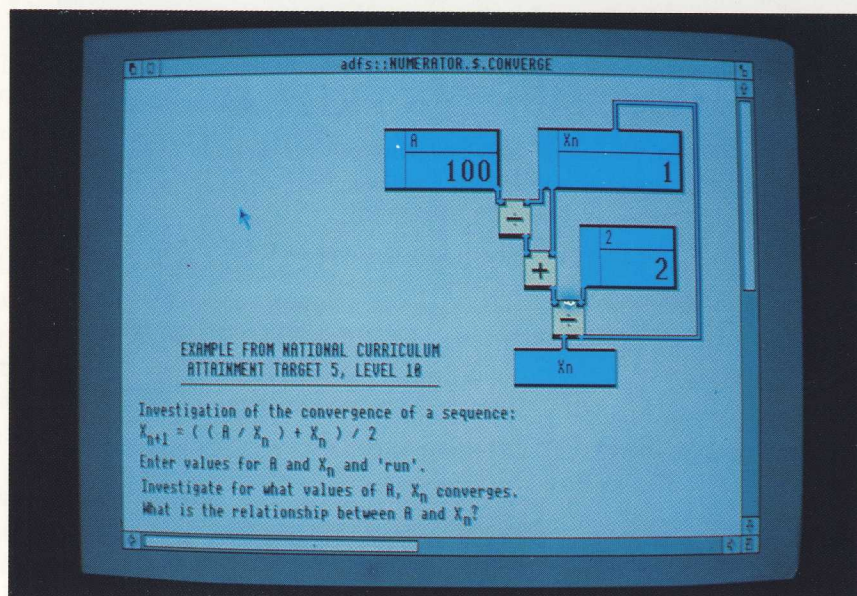 adfs::NUMERATOR.$.CONVERGE
A
100
Xn
1
÷
2
2
+
÷
Xn
EXAMPLE FROM NATIONAL CURRICULUM
ATTAINMENT TARGET 5, LEVEL 10
Investigation of the convergence of a sequence:
Xn+1 = ( ( A / Xn ) + Xn ) / 2
Enter values for A and Xn and 'run'.
Investigate for what values of A, Xn converges.
What is the relationship between A and Xn?